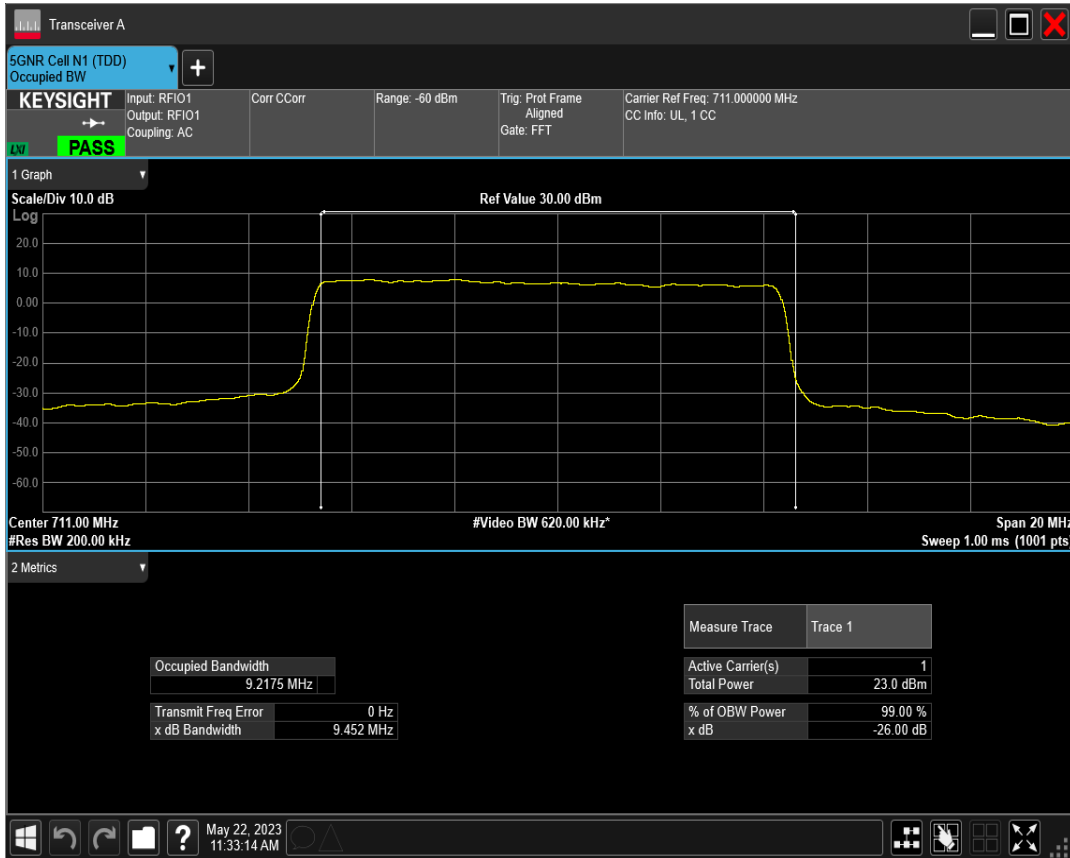 Transceiver A
5GNR Cell N1 (TDD)
Occupied BW
+
KEYSIGHT
LXI
PASS
Input: RFIO1
Output: RFIO1
Coupling: AC
Corr CCorr
Range: -60 dBm
Trig: Prot Frame
Aligned
Gate: FFT
Carrier Ref Freq: 711.000000 MHz
CC Info: UL, 1 CC
1 Graph
Scale/Div 10.0 dB
Ref Value 30.00 dBm
Log
20.0
10.0
0.00
-10.0
-20.0
-30.0
-40.0
-50.0
-60.0
Center 711.00 MHz
#Video BW 620.00 kHz*
Span 20 MHz
#Res BW 200.00 kHz
Sweep 1.00 ms (1001 pts)
2 Metrics
Measure Trace Trace 1
Occupied Bandwidth
9.2175 MHz
Active Carrier(s) 1
Total Power 23.0 dBm
Transmit Freq Error 0 Hz
x dB Bandwidth 9.452 MHz
% of OBW Power 99.00 %
x dB -26.00 dB
?
May 22, 2023
11:33:14 AM